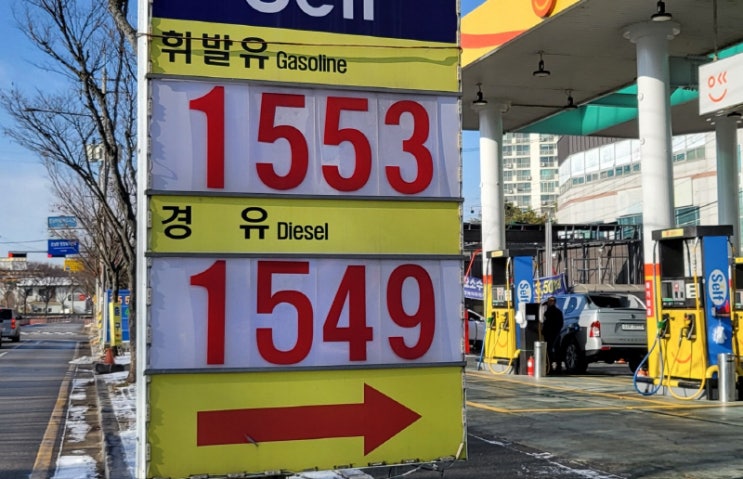 Self
휘발유 Gasoline
1553
경 유 Diesel
1549
Self
Self